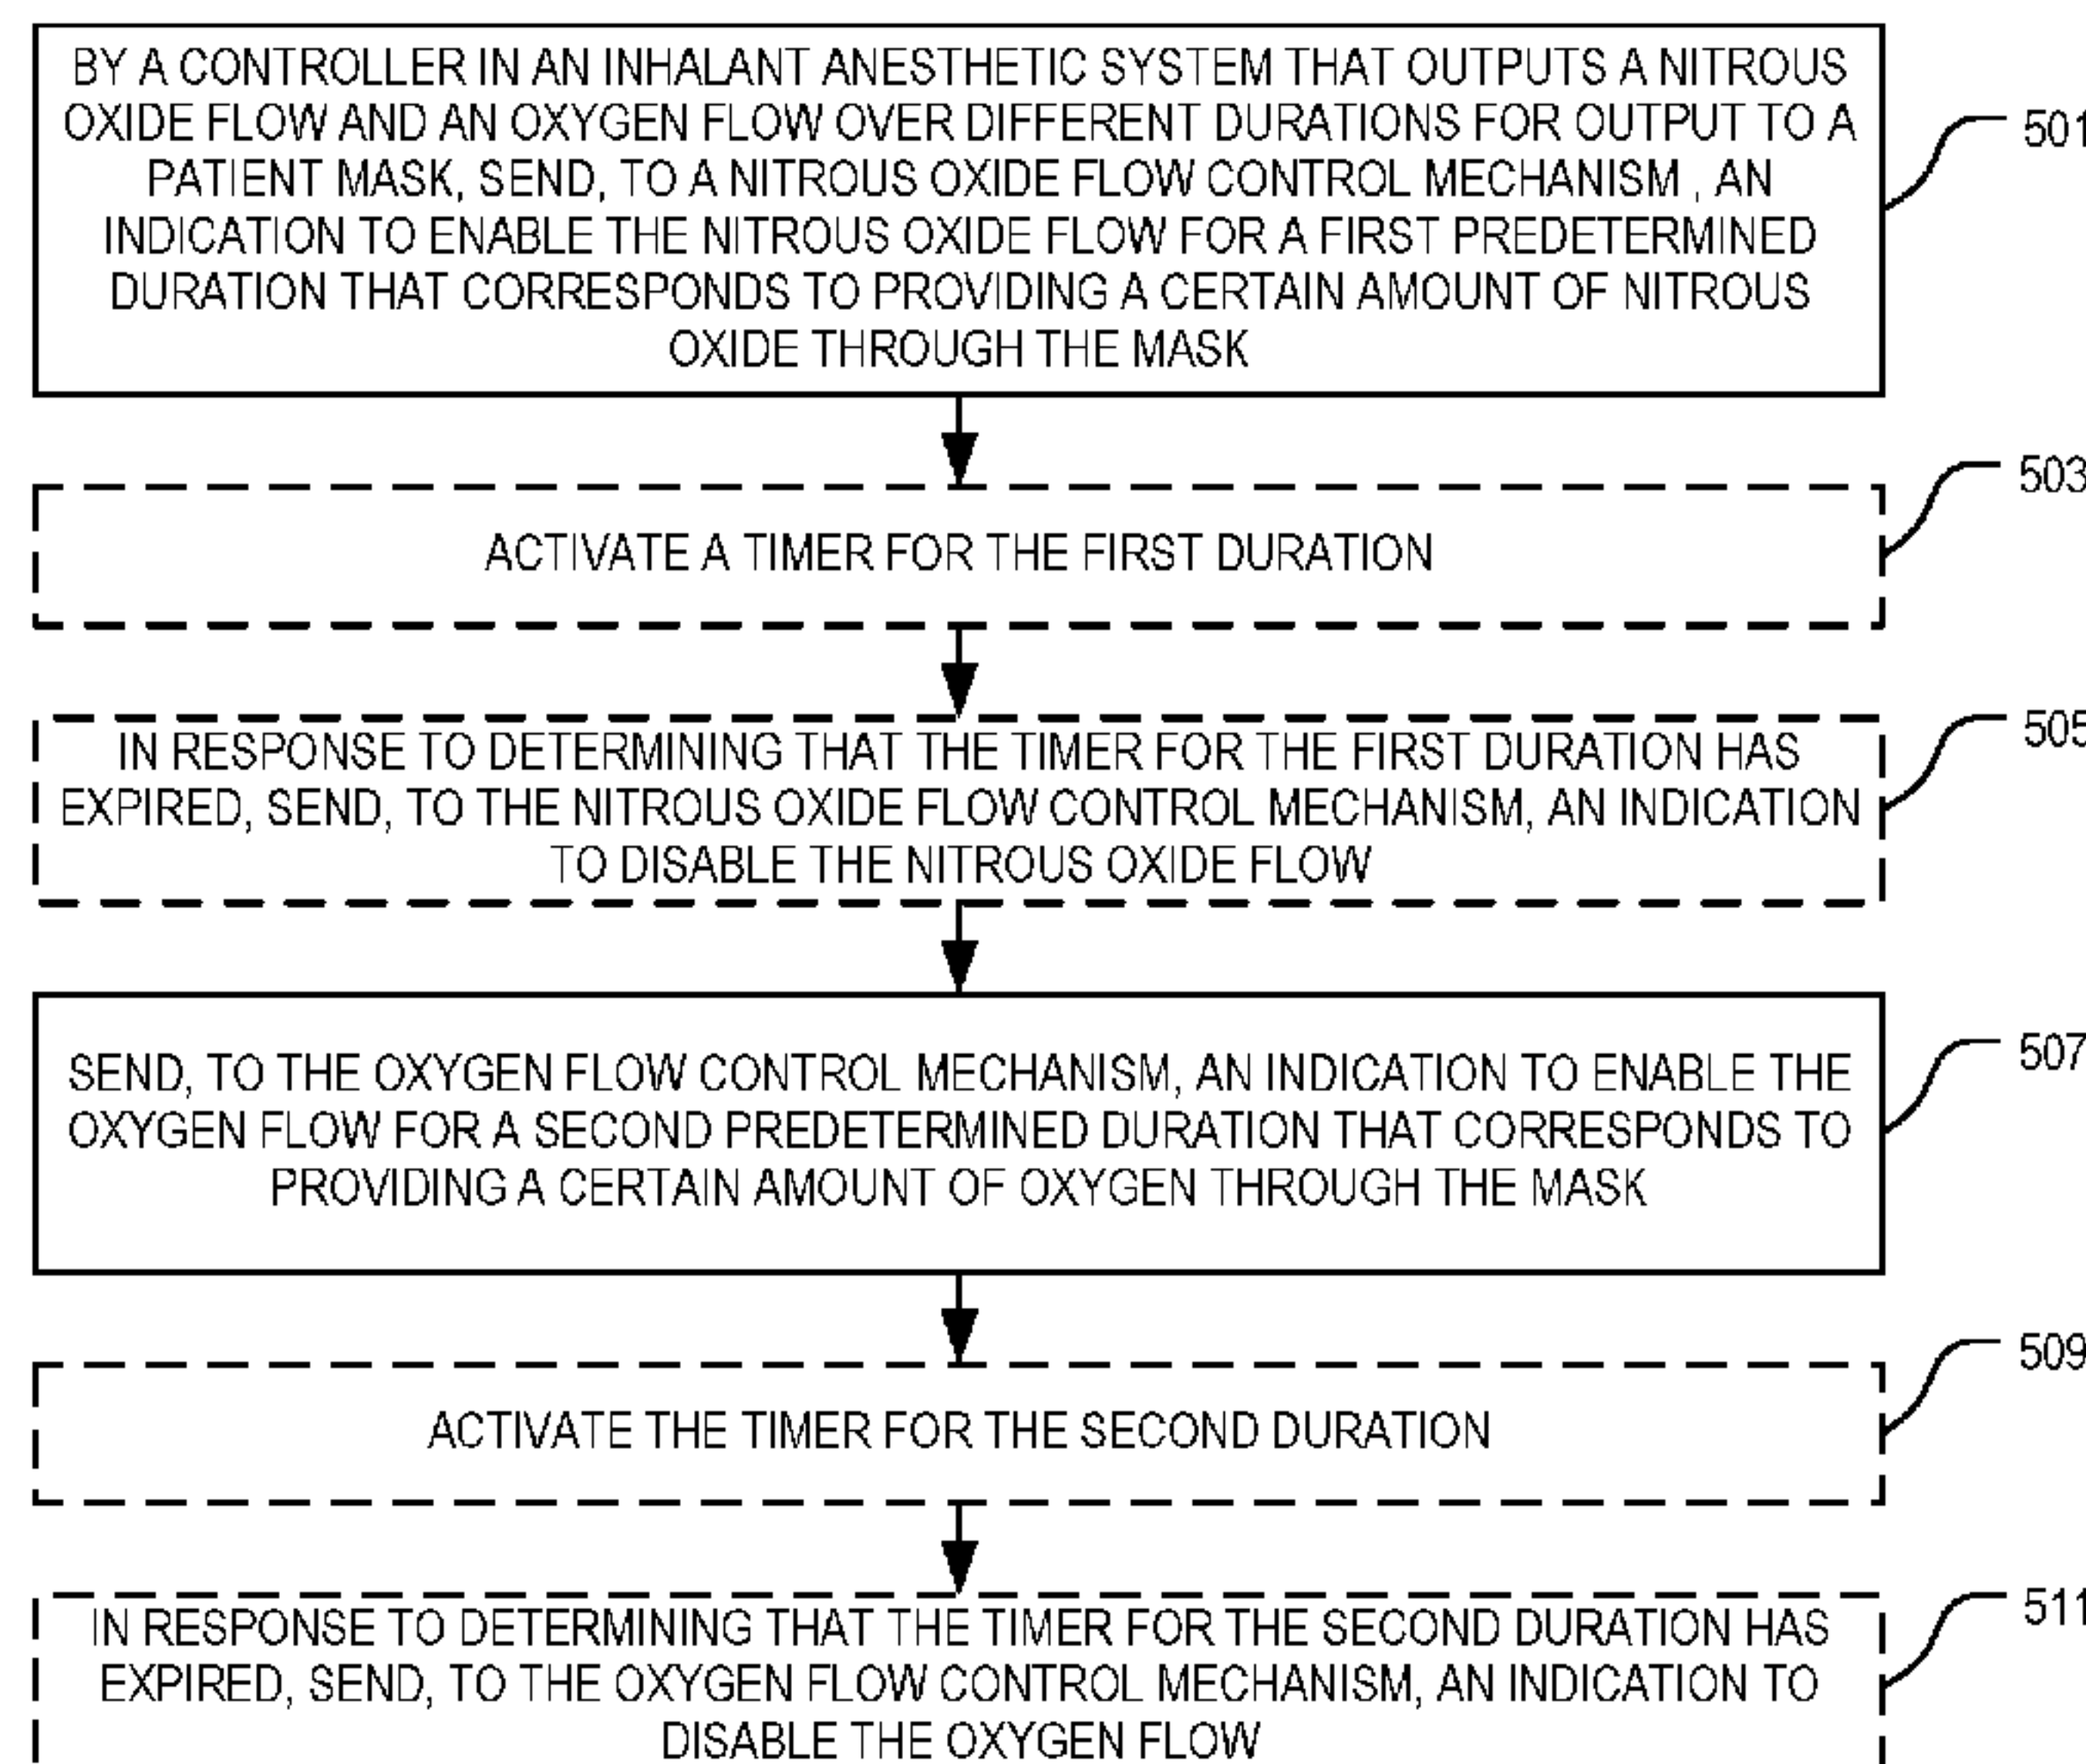 BY A CONTROLLER IN AN INHALANT ANESTHETIC SYSTEM THAT OUTPUTS A NITROUS
OXIDE FLOW AND AN OXYGEN FLOW OVER DIFFERENT DURATIONS FOR OUTPUT TO A
PATIENT MASK, SEND, TO A NITROUS OXIDE FLOW CONTROL MECHANISM , AN
INDICATION TO ENABLE THE NITROUS OXIDE FLOW FOR A FIRST PREDETERMINED
DURATION THAT CORRESPONDS TO PROVIDING A CERTAIN AMOUNT OF NITROUS
OXIDE THROUGH THE MASK
501
ACTIVATE A TIMER FOR THE FIRST DURATION
503
IN RESPONSE TO DETERMINING THAT THE TIMER FOR THE FIRST DURATION HAS
EXPIRED, SEND, TO THE NITROUS OXIDE FLOW CONTROL MECHANISM, AN INDICATION
TO DISABLE THE NITROUS OXIDE FLOW
505
SEND, TO THE OXYGEN FLOW CONTROL MECHANISM, AN INDICATION TO ENABLE THE
OXYGEN FLOW FOR A SECOND PREDETERMINED DURATION THAT CORRESPONDS TO
PROVIDING A CERTAIN AMOUNT OF OXYGEN THROUGH THE MASK
507
ACTIVATE THE TIMER FOR THE SECOND DURATION
509
IN RESPONSE TO DETERMINING THAT THE TIMER FOR THE SECOND DURATION HAS
EXPIRED, SEND, TO THE OXYGEN FLOW CONTROL MECHANISM, AN INDICATION TO
DISABLE THE OXYGEN FLOW
511